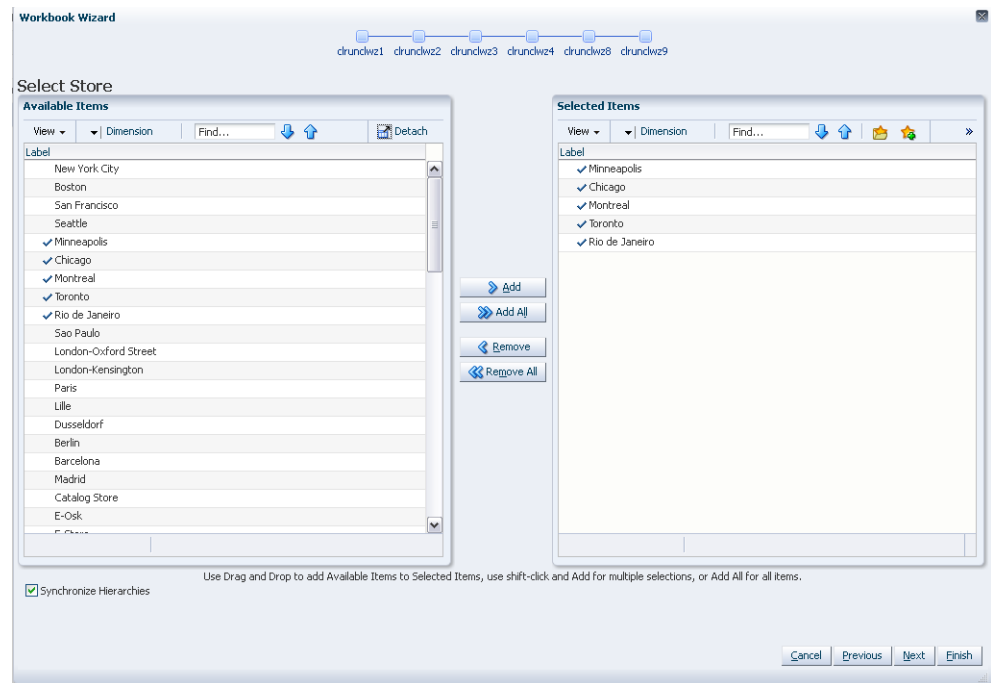 Workbook Wizard
clrunclwz1 clrunclwz2 clrunclwz3 clrunclwz4 clrunclwz8 clrunclwz9
Select Store
Available Items
View Dimension Find... Detach
Label
New York City
Boston
San Francisco
Seattle
Minneapolis
Chicago
Montreal
Toronto
Rio de Janeiro
Sao Paulo
London-Oxford Street
London-Kensington
Paris
Lille
Dusseldorf
Berlin
Barcelona
Madrid
Catalog Store
E-Osk
Add
Add All
Remove
Remove All
Selected Items
View Dimension Find... »
Label
Minneapolis
Chicago
Montreal
Toronto
Rio de Janeiro
Use Drag and Drop to add Available Items to Selected Items, use shift-click and Add for multiple selections, or Add All for all items.
Synchronize Hierarchies
Cancel Previous Next Finish